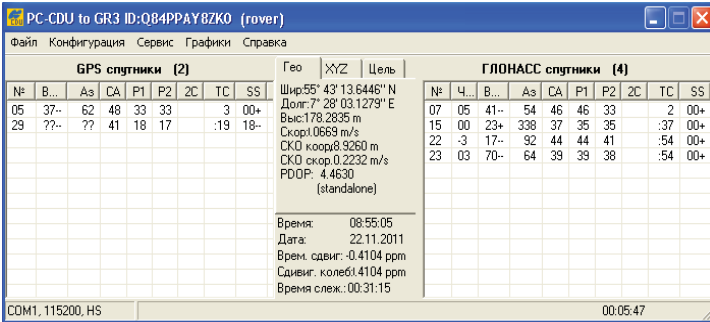 PC-CDU to GR3 ID:Q84PPAY8ZK0 (rover)
Файл Конфигурация Сервис Графики Справка
GPS спутники (2)
№ В... Аз CA P1 P2 2C TC SS
05 37-- 62 48 33 33 3 00+
29 ??-- ?? 41 18 17 :19 18--
Гео XYZ Цель
Шир:55° 43' 13.6446'' N
Долг:7° 28' 03.1279'' E
Выс:178.2835 m
Скор:.0669 m/s
СКО коорд8.9260 m
СКО скор.0.2232 m/s
PDOP: 4.4630
(standalone)
Время: 08:55:05
Дата: 22.11.2011
Врем. сдвиг: -0.4104 ppm
Сдивиг. колеб0.4104 ppm
Время слеж.:00:31:15
ГЛОНАСС спутники (4)
№ Ч... В... Аз CA P1 P2 2C TC SS
07 05 41-- 54 46 46 33 2 00+
15 00 23+ 338 37 35 35 :37 00+
22 -3 17-- 92 44 44 41 :54 00+
23 03 70-- 64 39 39 38 :54 00+
COM1, 115200, HS
00:05:47